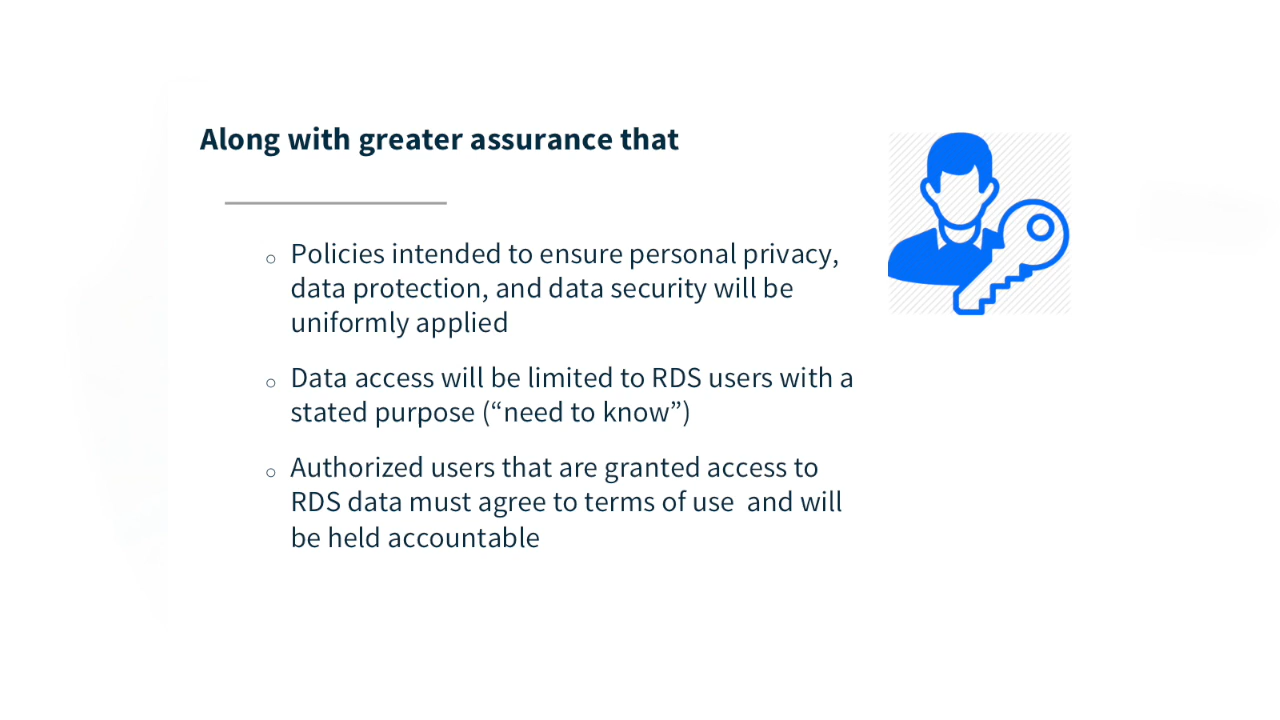 Along with greater assurance that
○ Policies intended to ensure personal privacy,
data protection, and data security will be
uniformly applied
○ Data access will be limited to RDS users with a
stated purpose (“need to know”)
○ Authorized users that are granted access to
RDS data must agree to terms of use  and will
be held accountable